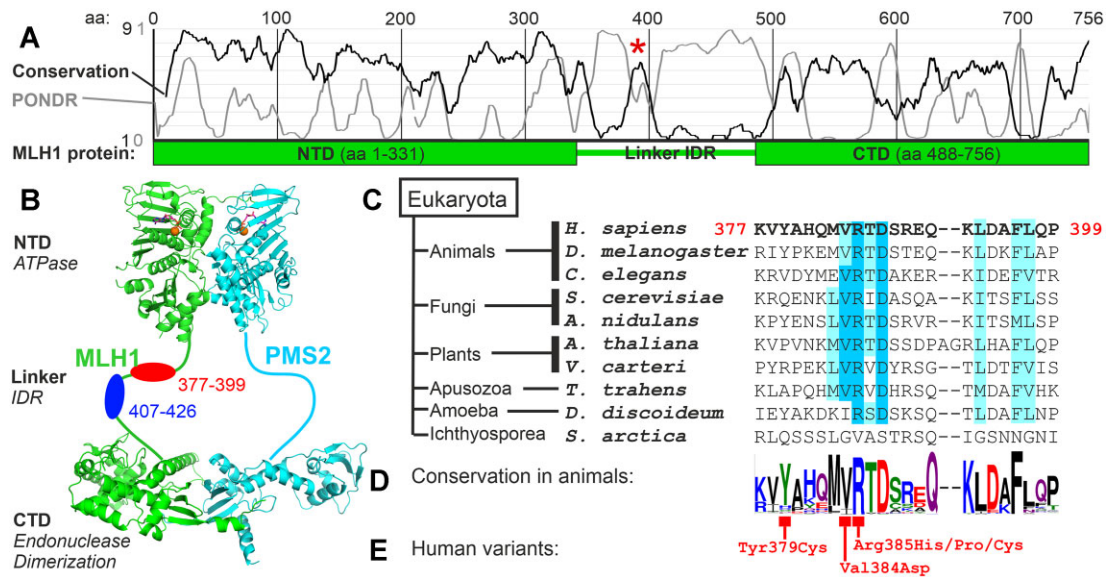 aa: 0 100 200 300 400 500 600 700 756
A
9 1
*
Conservation
PONDR
1 0
MLH1 protein: NTD (aa 1-331) Linker IDR CTD (aa 488-756)
B
NTD
ATPase
MLH1
PMS2
Linker
IDR
377-399
407-426
CTD
Endonuclease
Dimerization
C
Eukaryota
Animals
Fungi
Plants
Apusozoa
Amoeba
Ichthyosporea
H. sapiens 377 KVYAHQMVRTDSREQ--KLDAFLQP 399
D. melanogaster RIYPKEMVRTDSTEQ--KLDKFLAP
C. elegans KRVDYMEVRTDAKER--KIDEFVTR
S. cerevisiae KRQENKLVRIDASQA--KITSFLSS
A. nidulans KPYENSLVRTDSRVR--KITSMLSP
A. thaliana KVPVNKMVRTDSSDPAGRLHAFLQP
V. carteri PYRPEKLVRVDHRSG--YLDTFVIS
T. trahens KLAPQHMVRVDHRSQ--TMDAFVHK
D. discoideum IEYAKDKIRSDSKSQ--TLDAFLNP
S. arctica RLQSSSLGVASTRSQ--IGSNNGNI
D Conservation in animals:
KVYAHQMVRTDSREQ--KLDAFLQP
E Human variants:
Tyr379Cys
Arg385His/Pro/Cys
Val384Asp